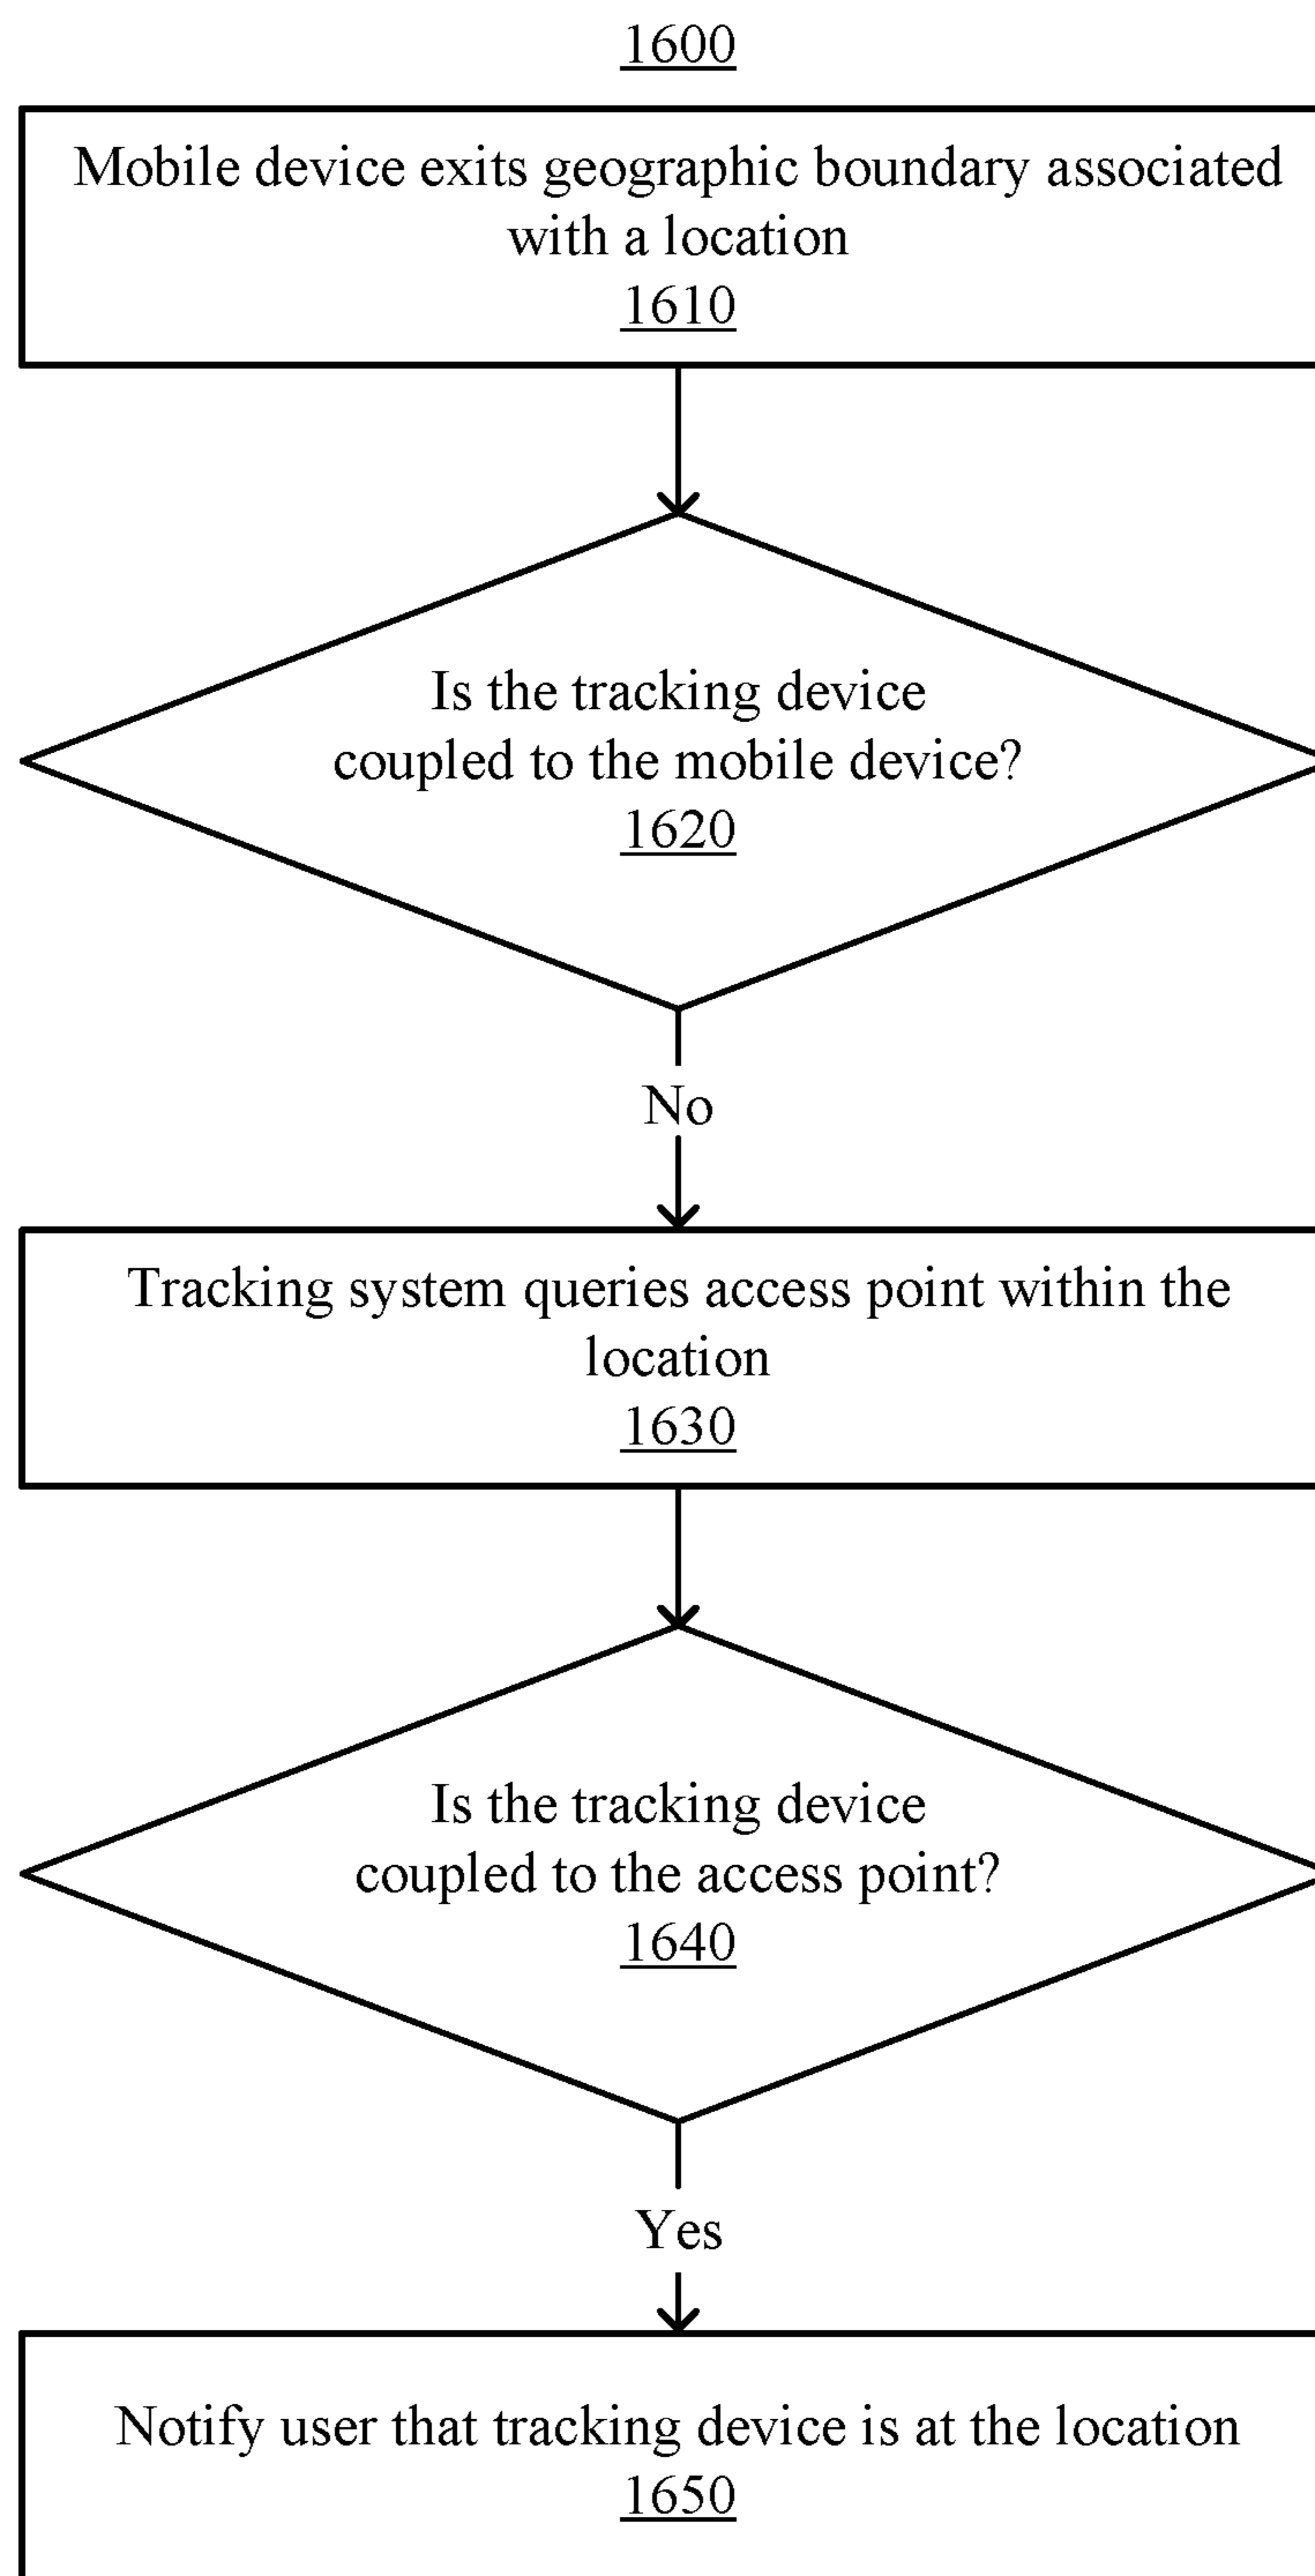 1600
Mobile device exits geographic boundary associated
with a location
1610
Is the tracking device
coupled to the mobile device?
1620
No
Tracking system queries access point within the
location
1630
Is the tracking device
coupled to the access point?
1640
Yes
Notify user that tracking device is at the location
1650